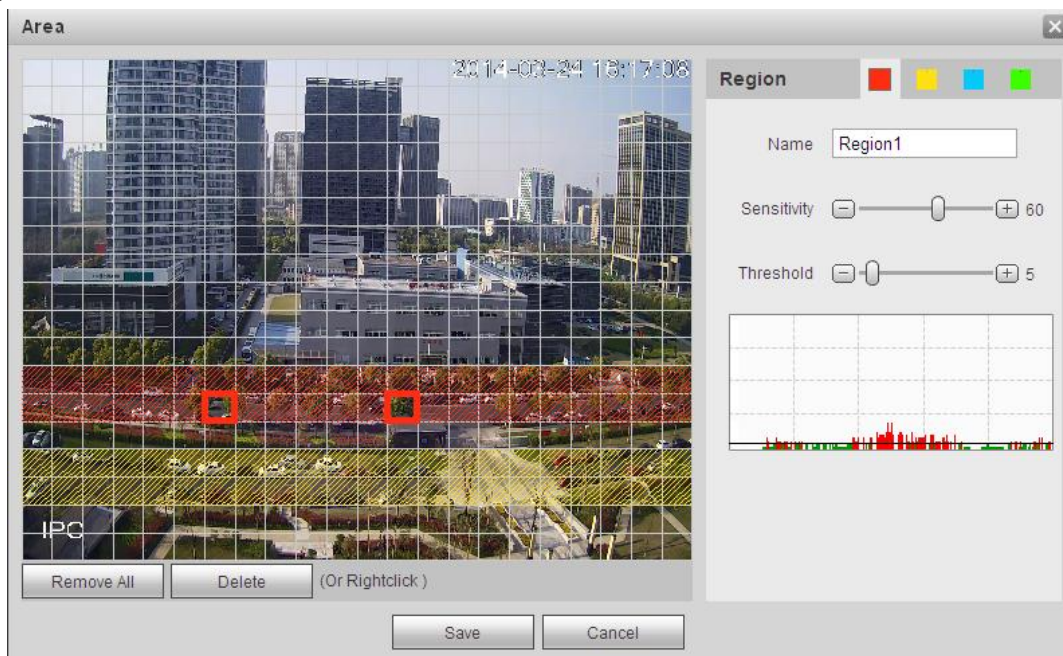 Area
2014-03-24 16:17:08
Region
Name Region1
Sensitivity 60
Threshold 5
IPC
Remove All Delete (Or Rightclick )
Save Cancel